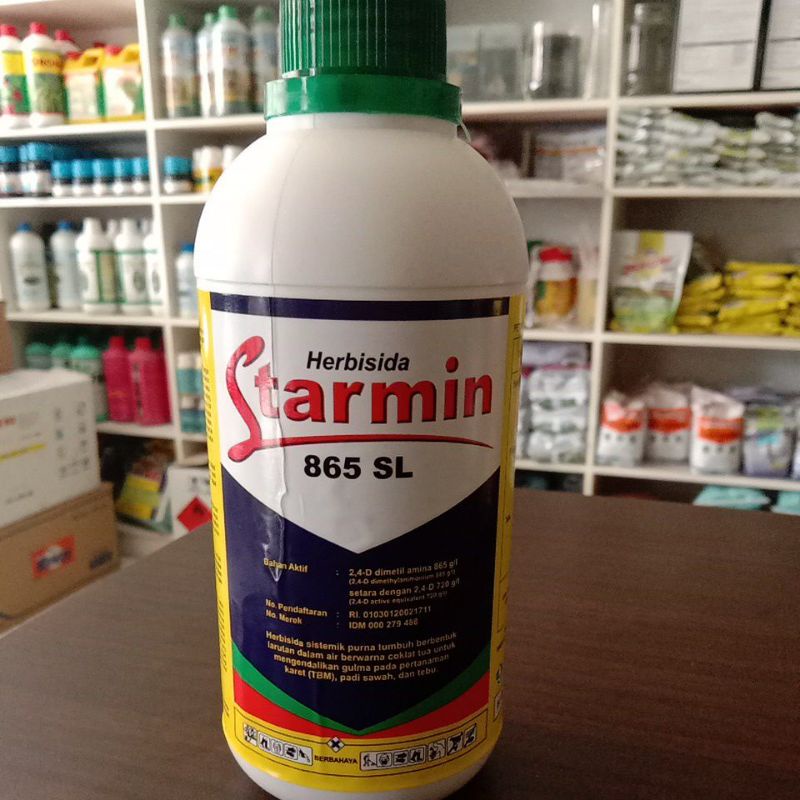 Herbisida
Starmin
865 SL
Bahan Aktif : 2,4-D dimetil amina 865 g/l
(2,4-D dimethylammonium 865 g/l)
setara dengan 2,4-D 720 g/l
(2,4-D active equivalent 720 g/l)
No. Pendaftaran : RI. 01030120021711
No. Merek : IDM 000 279 488
Herbisida sistemik purna tumbuh berbentuk
larutan dalam air berwarna coklat tua untuk
mengendalikan gulma pada pertanaman
karet (TBM), padi sawah, dan tebu.
BERBAHAYA